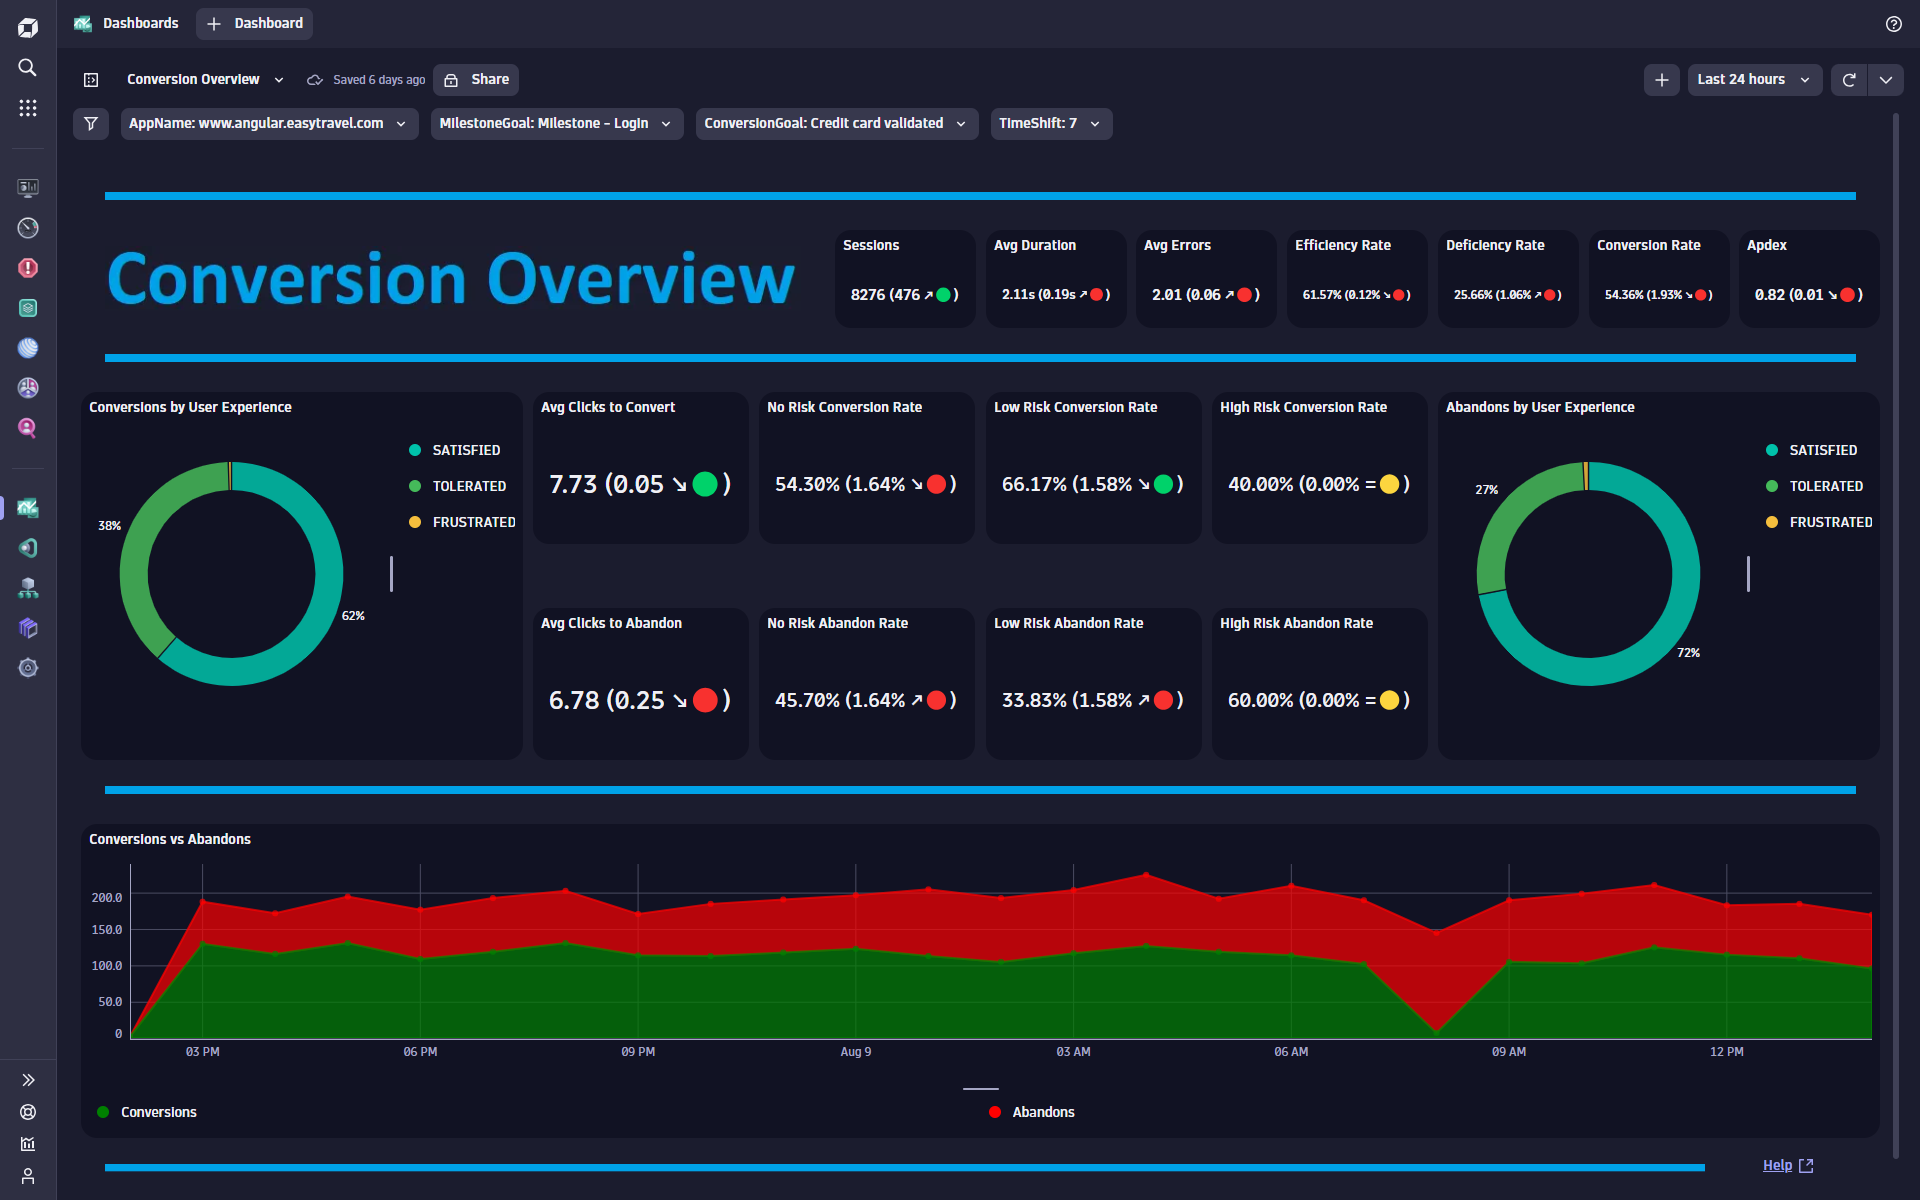 Dashboards
Dashboard
Conversion Overview
Saved 6 days ago
Share
Last 24 hours
AppName: www.angular.easytravel.com
MilestoneGoal: Milestone – Login
ConversionGoal: Credit card validated
TimeShift: 7
Conversion Overview
Sessions
8276 (476 ↗ 🟢 )
Avg Duration
2.11s (0.19s ↗ 🔴 )
Avg Errors
2.01 (0.06 ↗ 🔴 )
Efficiency Rate
61.57% (0.12% ↘ 🔴 )
Deficiency Rate
25.66% (1.06% ↗ 🔴 )
Conversion Rate
54.36% (1.93% ↘ 🔴 )
Apdex
0.82 (0.01 ↘ 🔴 )
Conversions by User Experience
SATISFIED
TOLERATED
FRUSTRATED
38%
62%
Avg Clicks to Convert
7.73 (0.05 ↘ 🟢 )
No Risk Conversion Rate
54.30% (1.64% ↘ 🔴 )
Low Risk Conversion Rate
66.17% (1.58% ↘ 🟢 )
High Risk Conversion Rate
40.00% (0.00% = 🟡 )
Avg Clicks to Abandon
6.78 (0.25 ↘ 🔴 )
No Risk Abandon Rate
45.70% (1.64% ↗ 🔴 )
Low Risk Abandon Rate
33.83% (1.58% ↗ 🔴 )
High Risk Abandon Rate
60.00% (0.00% = 🟡 )
Abandons by User Experience
SATISFIED
TOLERATED
FRUSTRATED
27%
72%
Conversions vs Abandons
200.0
150.0
100.0
50.0
0
03 PM
06 PM
09 PM
Aug 9
03 AM
06 AM
09 AM
12 PM
Conversions
Abandons
Help